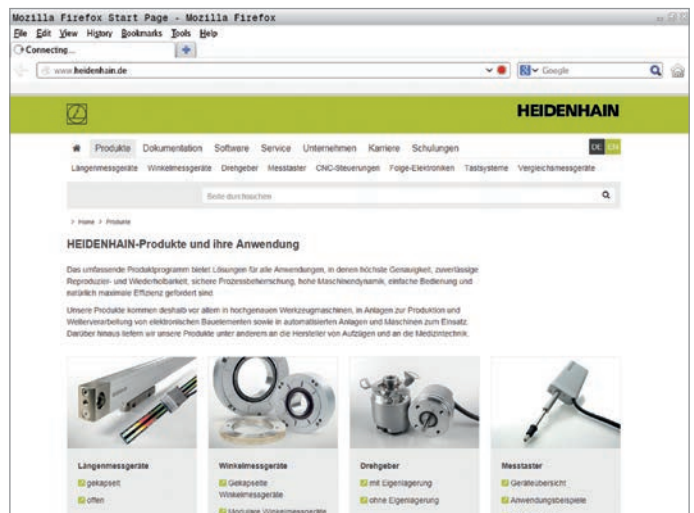 Mozilla Firefox Start Page - Mozilla Firefox
File Edit View History Bookmarks Tools Help
Connecting...
www.heidenhain.de Google
HEIDENHAIN
Produkte Dokumentation Software Service Unternehmen Karriere Schulungen DE EN
Längenmessgeräte Winkelmessgeräte Drehgeber Messtaster CNC-Steuerungen Folge-Elektroniken Tastsysteme Vergleichsmessgeräte
Seite durchsuchen
> Home > Produkte
HEIDENHAIN-Produkte und ihre Anwendung
Das umfassende Produktprogramm bietet Lösungen für alle Anwendungen, in denen höchste Genauigkeit, zuverlässige
Reproduzier- und Wiederholbarkeit, sichere Prozessbeherrschung, hohe Maschinendynamik, einfache Bedienung und
natürlich maximale Effizienz gefordert sind.
Unsere Produkte kommen deshalb vor allem in hochgenauen Werkzeugmaschinen, in Anlagen zur Produktion und
Weiterverarbeitung von elektronischen Bauelementen sowie in automatisierten Anlagen und Maschinen zum Einsatz.
Darüber hinaus liefern wir unsere Produkte unter anderem an die Hersteller von Aufzügen und an die Medizintechnik.
Längenmessgeräte
gekapselt
offen
Winkelmessgeräte
Gekapselte
Winkelmessgeräte
Modulare Winkelmessgeräte
Drehgeber
mit Eigenlagerung
ohne Eigenlagerung
Messtaster
Geräteübersicht
Anwendungsbeispiele